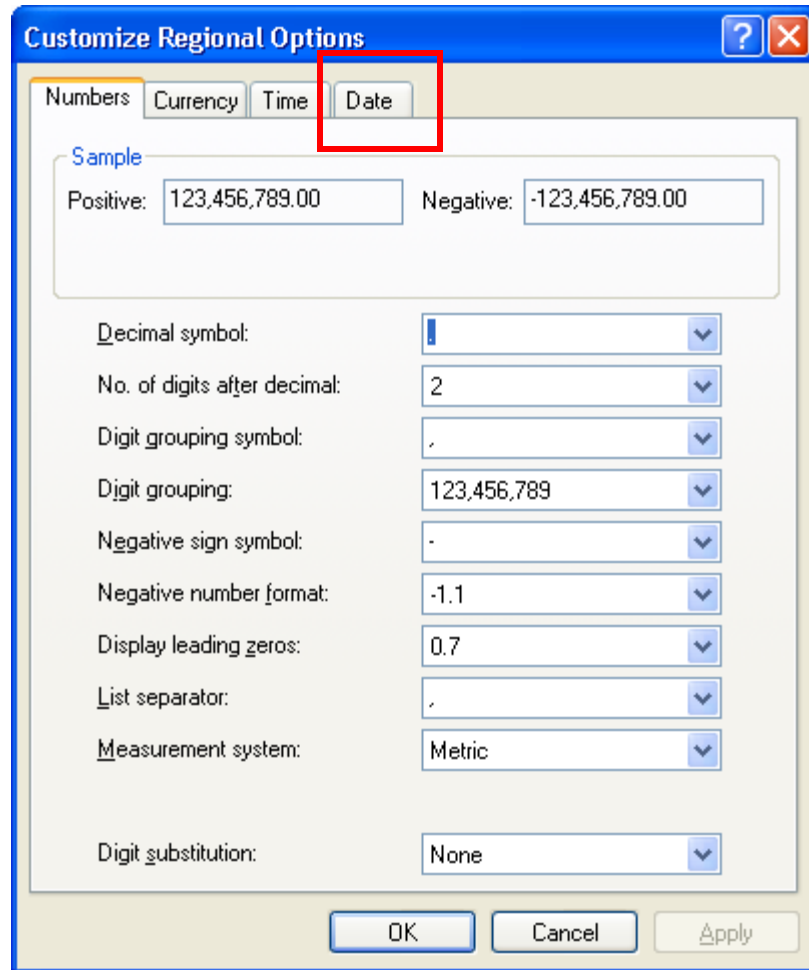 Customize Regional Options
Numbers Currency Time Date
Sample
Positive: 123,456,789.00 Negative: -123,456,789.00
Decimal symbol: .
No. of digits after decimal: 2
Digit grouping symbol: ,
Digit grouping: 123,456,789
Negative sign symbol: -
Negative number format: -1.1
Display leading zeros: 0.7
List separator: ,
Measurement system: Metric
Digit substitution: None
OK Cancel Apply